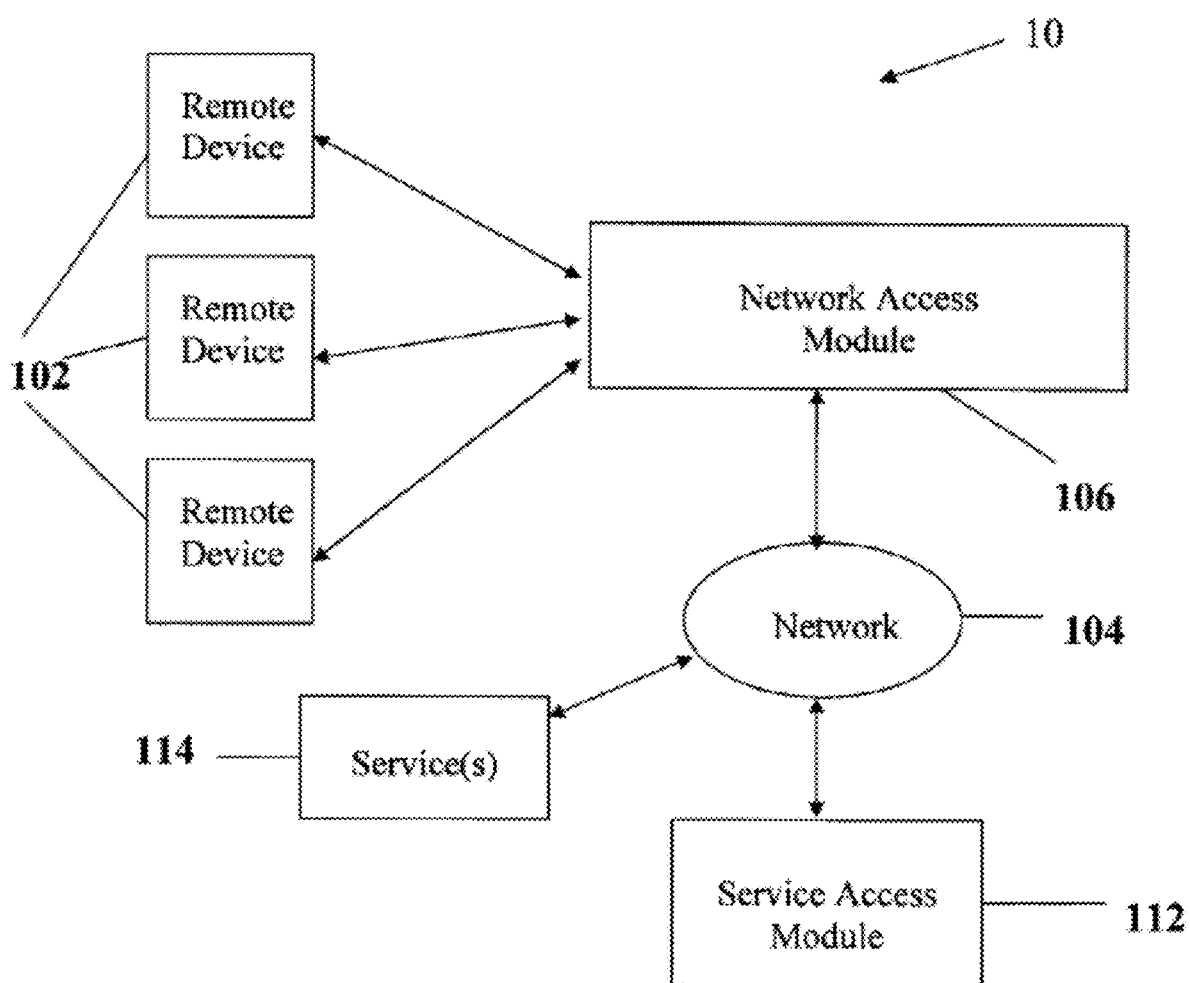 10
Remote
Device
Network Access
Module
Remote
Device
102
Remote
Device
106
Network
104
114
Service(s)
Service Access
Module
112